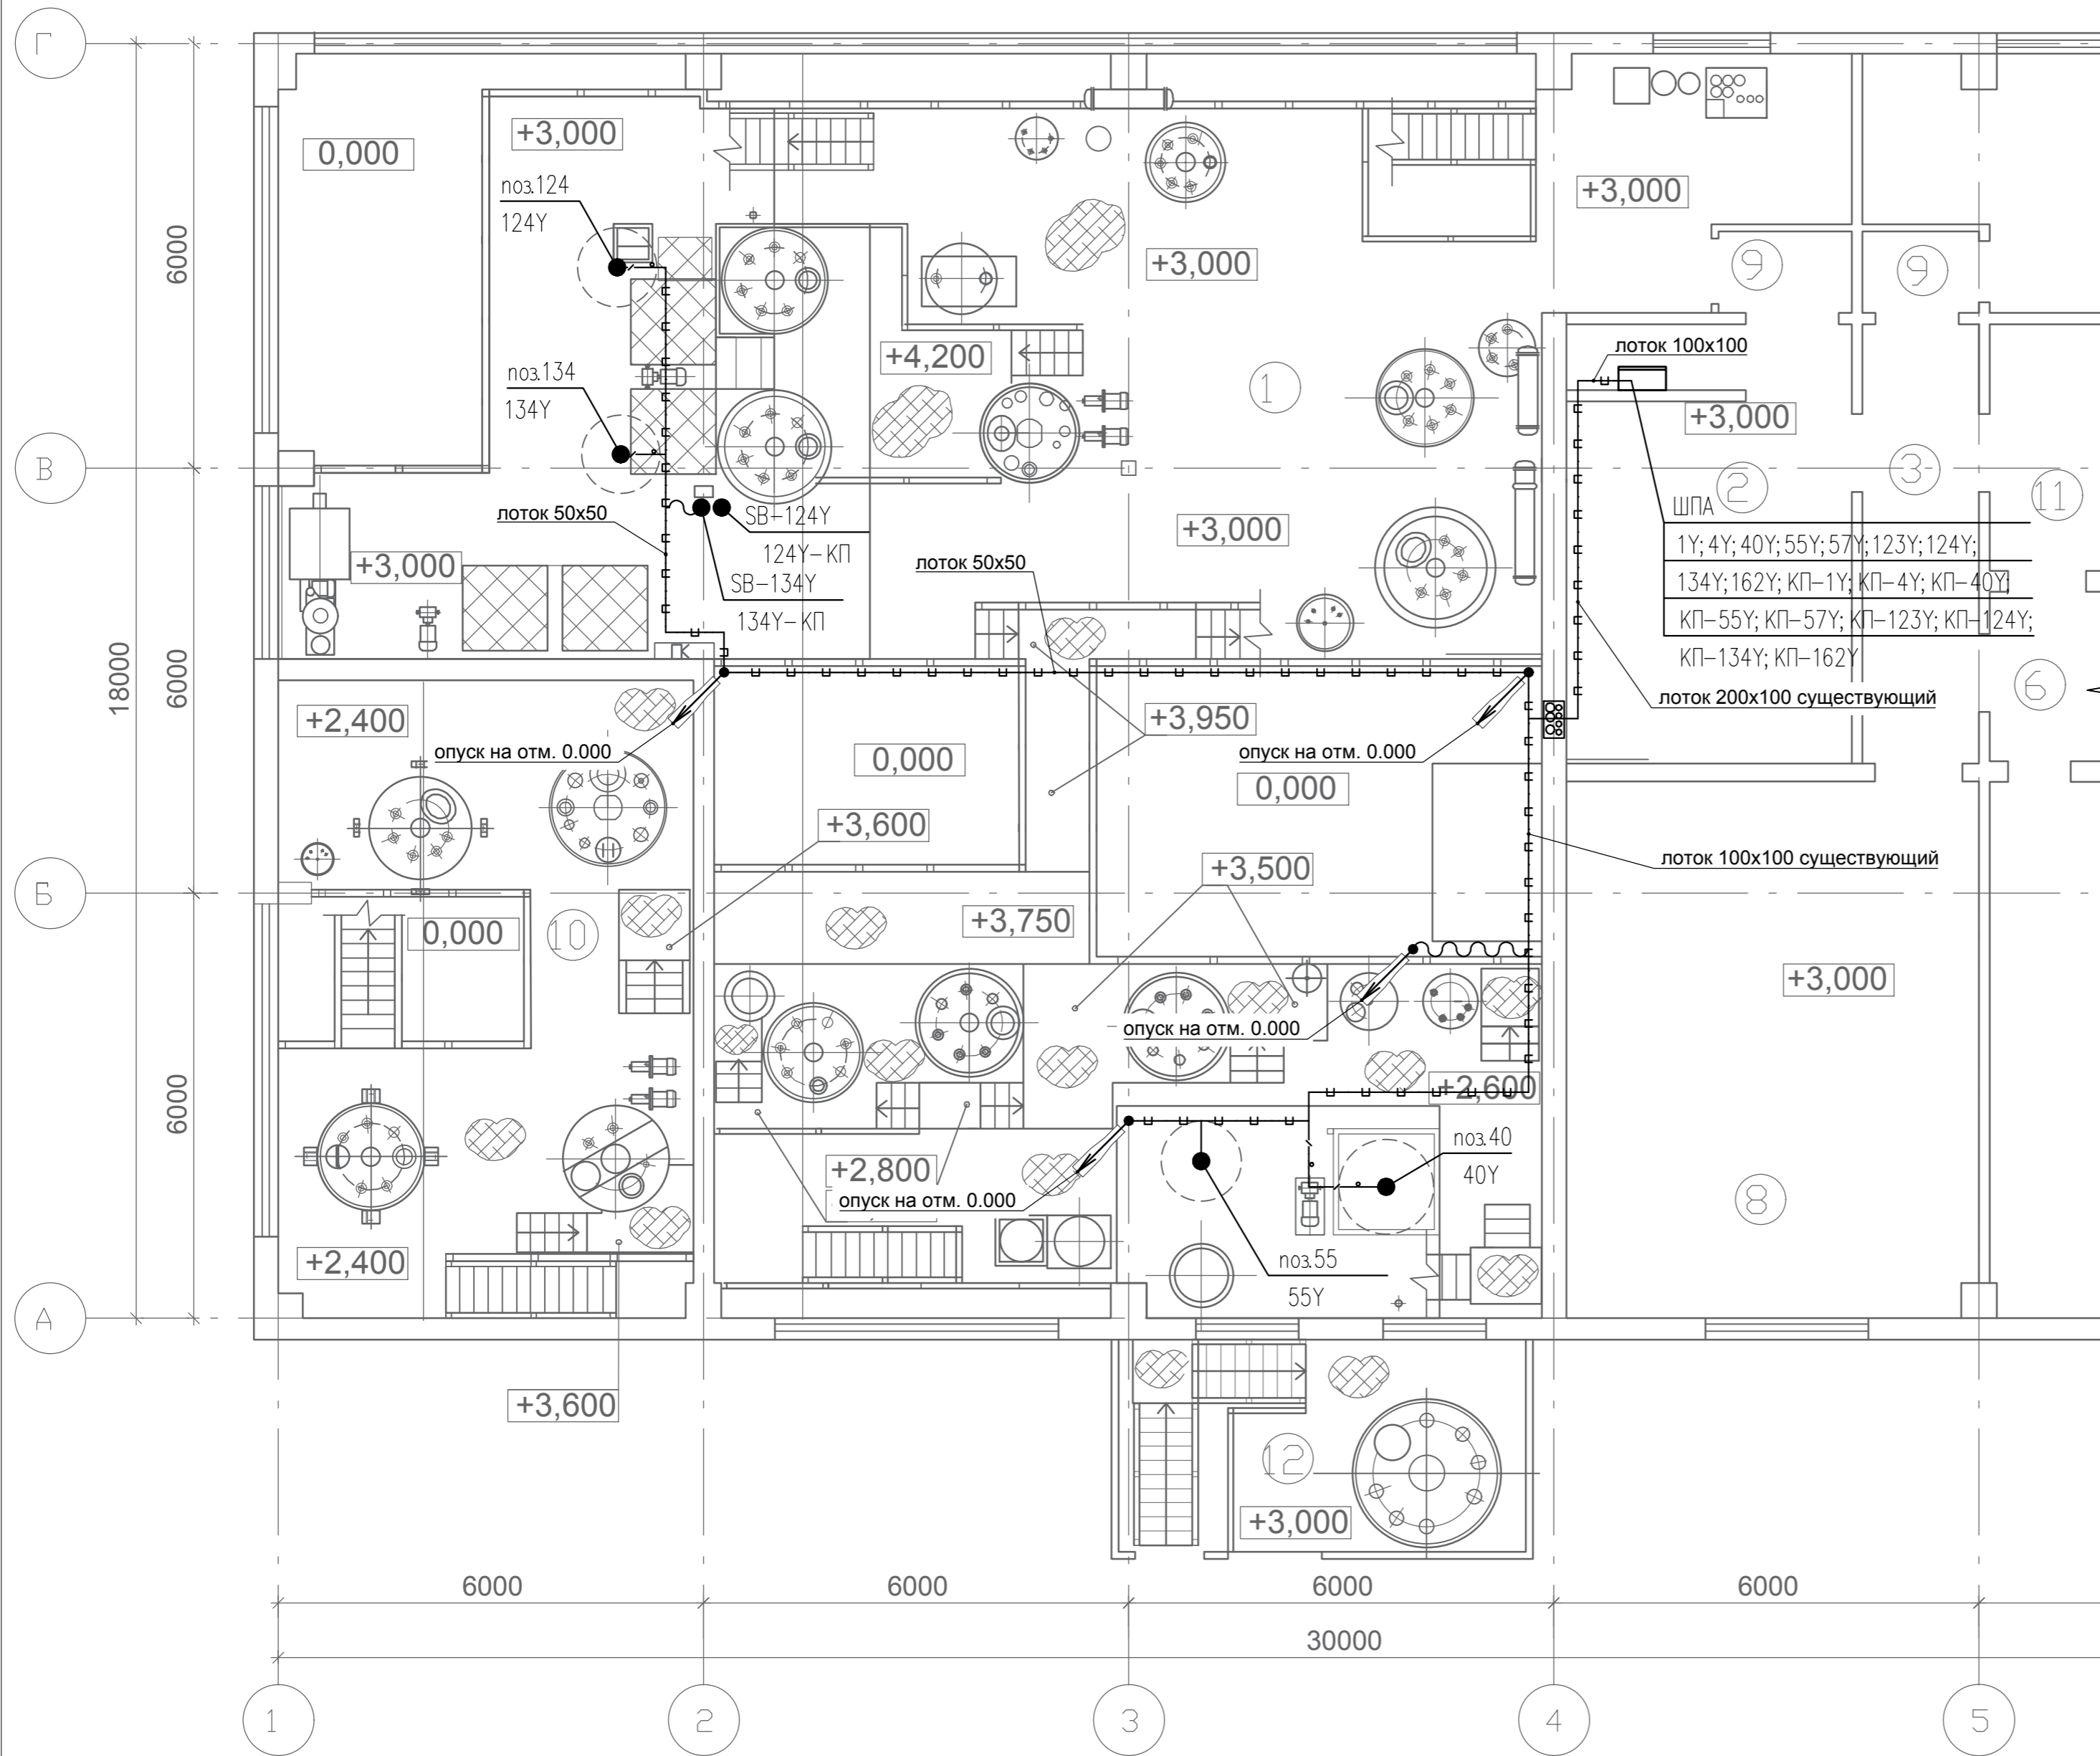 Г
+3,000
0,000
+3,000
поз.124
124Y
6000
+3,000
9
9
лоток 100х100
+4,200
1
поз.134
134Y
+3,000
В
2
3
11
лоток 50х50
SB-124Y
124Y-КП
ШПА
+3,000
1Y; 4Y; 40Y; 55Y; 57Y; 123Y; 124Y;
+3,000
лоток 50х50
SB-134Y
134Y; 162Y; КП-1Y; КП-4Y; КП-40Y;
134Y-КП
КП-55Y; КП-57Y; КП-123Y; КП-124Y;
КП-134Y; КП-162Y
18000
6000
К
6
лоток 200х100 существующий
+2,400
+3,950
опуск на отм. 0.000
0,000
опуск на отм. 0.000
0,000
+3,600
лоток 100х100 существующий
+3,500
Б
0,000
10
+3,750
+3,000
опуск на отм. 0.000
6000
+2,600
поз.40
40Y
+2,800
опуск на отм. 0.000
8
поз.55
55Y
+2,400
А
+3,600
12
+3,000
6000
6000
6000
6000
30000
1
2
3
4
5